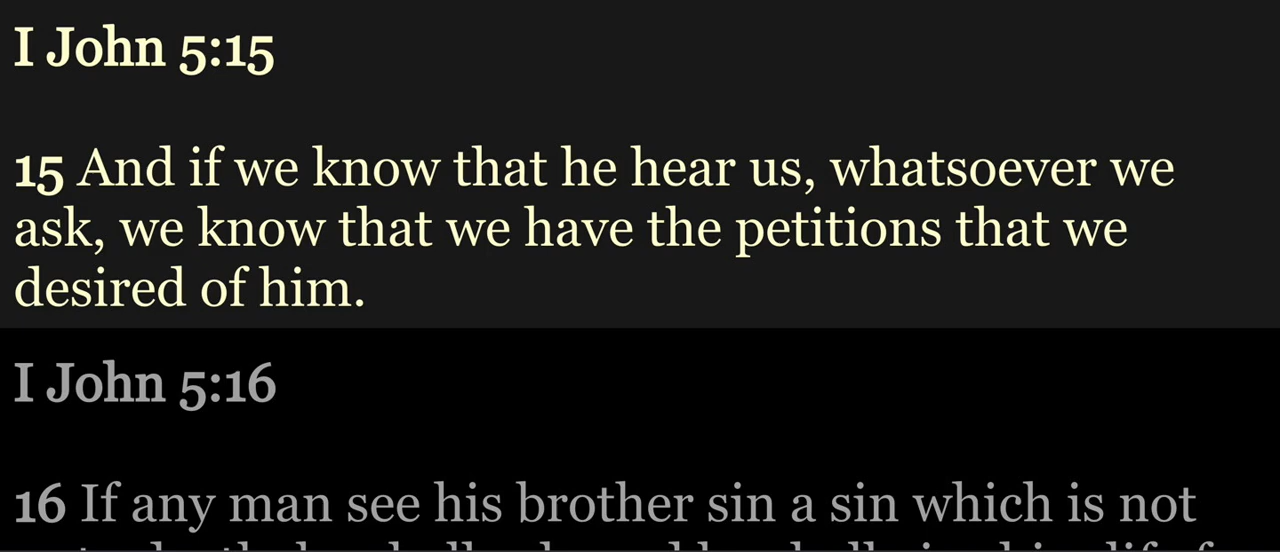 I John 5:15
15 And if we know that he hear us, whatsoever we
ask, we know that we have the petitions that we
desired of him.
I John 5:16
16 If any man see his brother sin a sin which is not